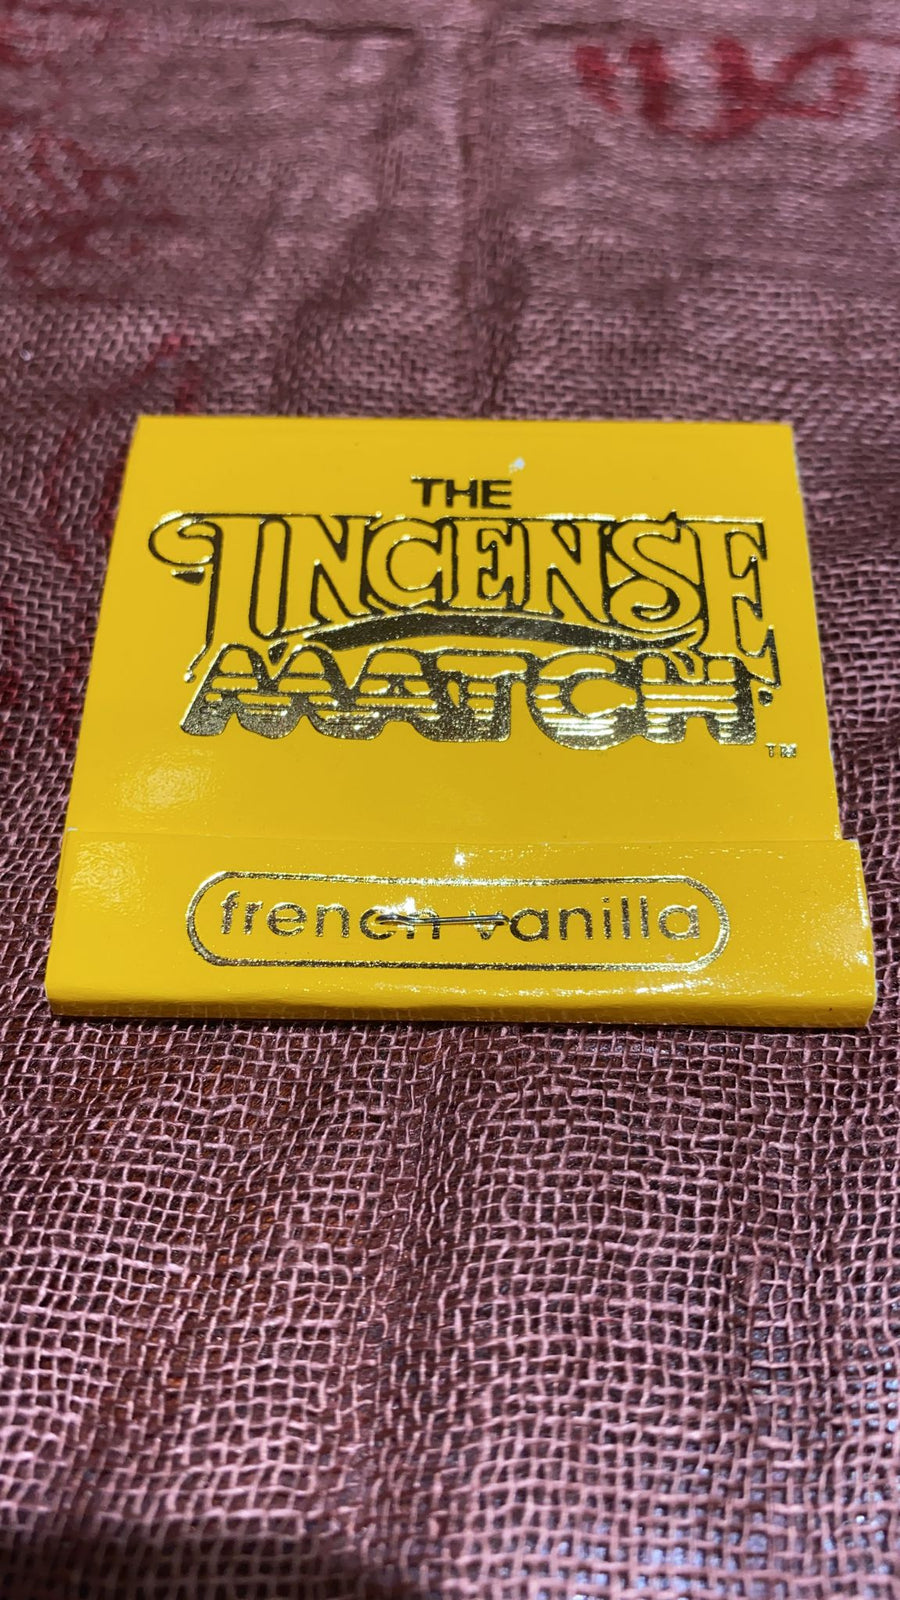 THE
INCENSE
MATCH
TM
french vanilla